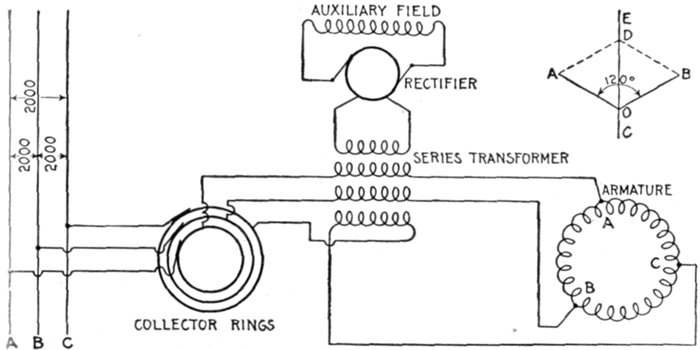 AUXILIARY FIELD
RECTIFIER
SERIES TRANSFORMER
ARMATURE
A
B
C
COLLECTOR RINGS
2000
2000
2000
A B C
E
D
A
B
120°
O
C